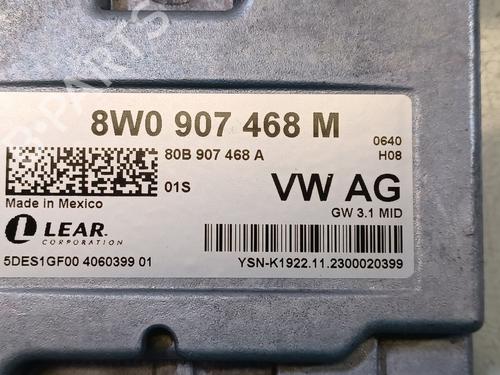 8W0 907 468 M
80B 907 468 A
0640
H08
01S
VW AG
Made in Mexico
GW 3.1 MID
LEAR.
CORPORATION
5DES1GF00 4060399 01
YSN-K1922.11.2300020399